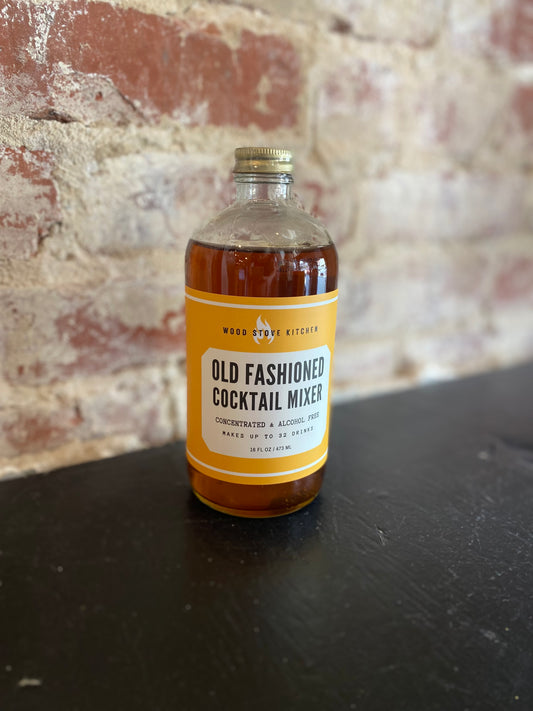 WOOD STOVE KITCHEN
OLD FASHIONED
COCKTAIL MIXER
CONCENTRATED & ALCOHOL FREE
MAKES UP TO 32 DRINKS
16 FL OZ / 473 ML